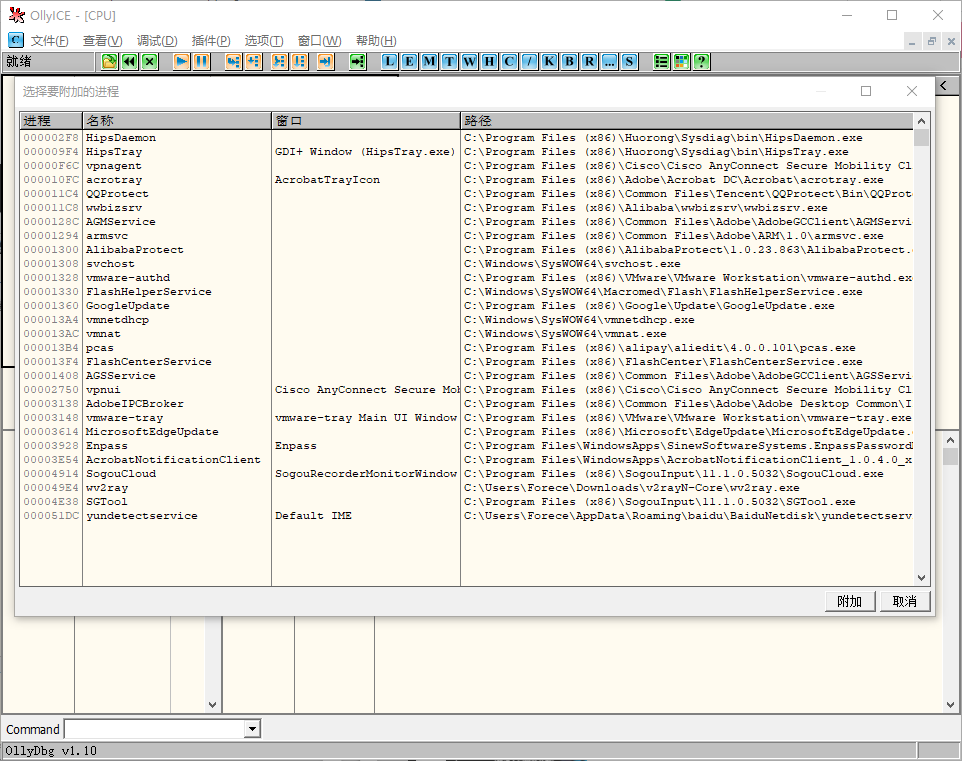 OllyICE - [CPU]
C 文件(F) 查看(V) 调试(D) 插件(P) 选项(T) 窗口(W) 帮助(H)
就绪 L E M T W H C / K B R ... S ?
选择要附加的进程
进程 名称 窗口 路径
000002F8 HipsDaemon C:\Program Files (x86)\Huorong\Sysdiag\bin\HipsDaemon.exe
000009F4 HipsTray GDI+ Window (HipsTray.exe) C:\Program Files (x86)\Huorong\Sysdiag\bin\HipsTray.exe
00000F6C vpnagent C:\Program Files (x86)\Cisco\Cisco AnyConnect Secure Mobility Cl
000010FC acrotray AcrobatTrayIcon C:\Program Files (x86)\Adobe\Acrobat DC\Acrobat\acrotray.exe
000011C4 QQProtect C:\Program Files (x86)\Common Files\Tencent\QQProtect\Bin\QQProt
000011C8 wwbizsrv C:\Program Files (x86)\Alibaba\wwbizsrv\wwbizsrv.exe
0000128C AGMService C:\Program Files (x86)\Common Files\Adobe\AdobeGCClient\AGMServi
00001294 armsvc C:\Program Files (x86)\Common Files\Adobe\ARM\1.0\armsvc.exe
00001300 AlibabaProtect C:\Program Files (x86)\AlibabaProtect\1.0.23.863\AlibabaProtect.
00001308 svchost C:\Windows\SysWOW64\svchost.exe
00001328 vmware-authd C:\Program Files (x86)\VMware\VMware Workstation\vmware-authd.exe
00001330 FlashHelperService C:\Windows\SysWOW64\Macromed\Flash\FlashHelperService.exe
00001360 GoogleUpdate C:\Program Files (x86)\Google\Update\GoogleUpdate.exe
000013A4 vmnetdhcp C:\Windows\SysWOW64\vmnetdhcp.exe
000013AC vmnat C:\Windows\SysWOW64\vmnat.exe
000013B4 pcas C:\Program Files (x86)\alipay\aliedit\4.0.0.101\pcas.exe
000013F4 FlashCenterService C:\Program Files (x86)\FlashCenter\FlashCenterService.exe
00001408 AGSService C:\Program Files (x86)\Common Files\Adobe\AdobeGCClient\AGSServi
00002750 vpnui Cisco AnyConnect Secure Mob C:\Program Files (x86)\Cisco\Cisco AnyConnect Secure Mobility Cl
00003138 AdobeIPCBroker C:\Program Files (x86)\Common Files\Adobe\Adobe Desktop Common\I
00003148 vmware-tray vmware-tray Main UI Window C:\Program Files (x86)\VMware\VMware Workstation\vmware-tray.exe
00003614 MicrosoftEdgeUpdate C:\Program Files (x86)\Microsoft\EdgeUpdate\MicrosoftEdgeUpdate.
00003928 Enpass Enpass C:\Program Files\WindowsApps\SinewSoftwareSystems.EnpassPassword
00003E54 AcrobatNotificationClient C:\Program Files\WindowsApps\AcrobatNotificationClient_1.0.4.0_x
00004914 SogouCloud SogouRecorderMonitorWindow C:\Program Files (x86)\SogouInput\11.1.0.5032\SogouCloud.exe
000049E4 wv2ray C:\Users\Forece\Downloads\v2rayN-Core\wv2ray.exe
00004E38 SGTool C:\Program Files (x86)\SogouInput\11.1.0.5032\SGTool.exe
000051DC yundetectservice Default IME C:\Users\Forece\AppData\Roaming\baidu\BaiduNetdisk\yundetectserv
附加 取消
Command
OllyDbg v1.10